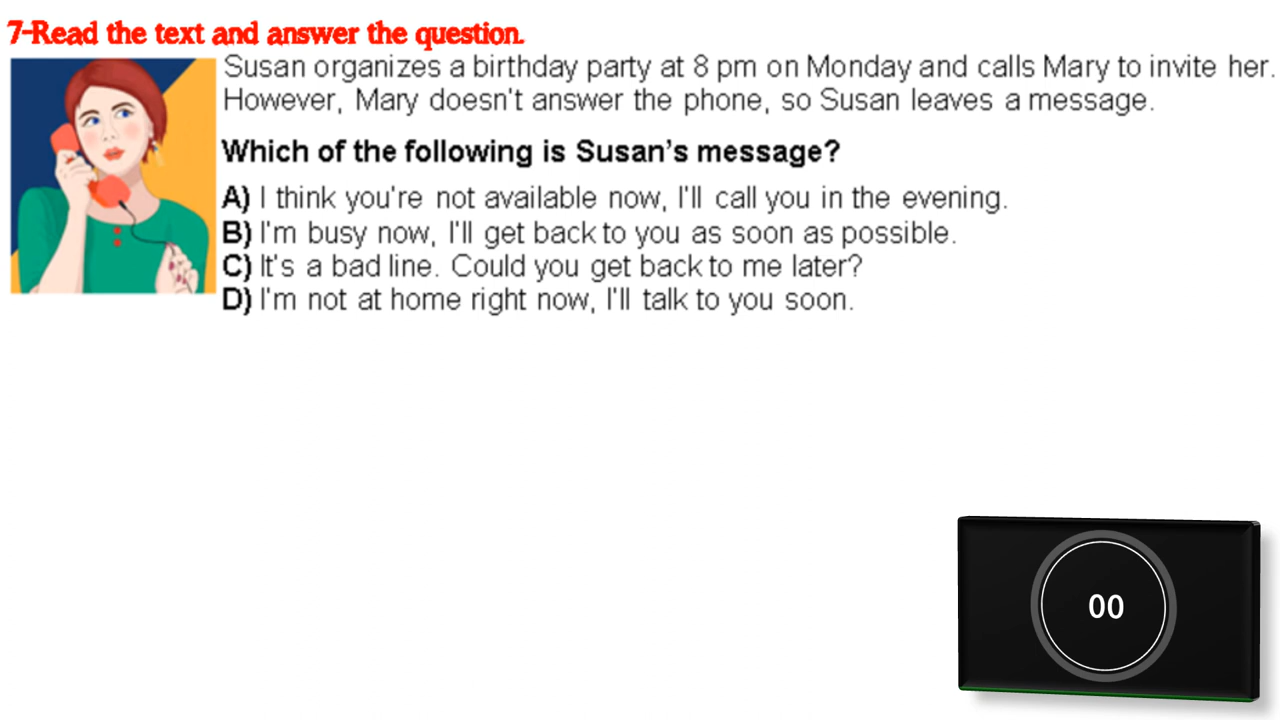 7-Read the text and answer the question.
Susan organizes a birthday party at 8 pm on Monday and calls Mary to invite her.
However, Mary doesn't answer the phone, so Susan leaves a message.
Which of the following is Susan's message?
A) I think you're not available now, I'll call you in the evening.
B) I'm busy now, I'll get back to you as soon as possible.
C) It's a bad line. Could you get back to me later?
D) I'm not at home right now, I'll talk to you soon.
00